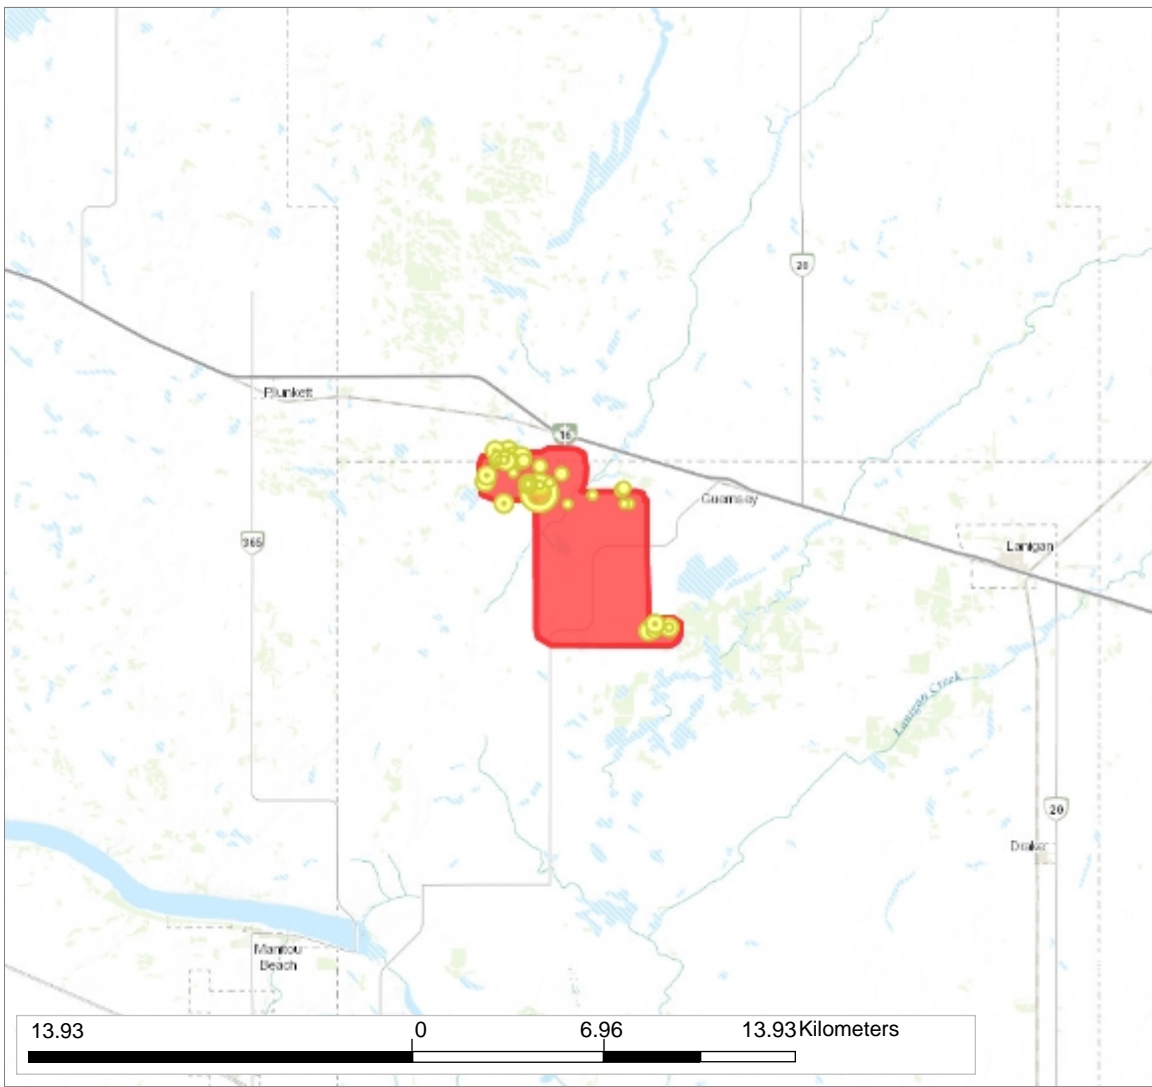 20
Plunkett
16
Guernsey
365
Lanigan
Lanigan Creek
20
Drake
Manitou
Beach
13.93 0 6.96 13.93 Kilometers